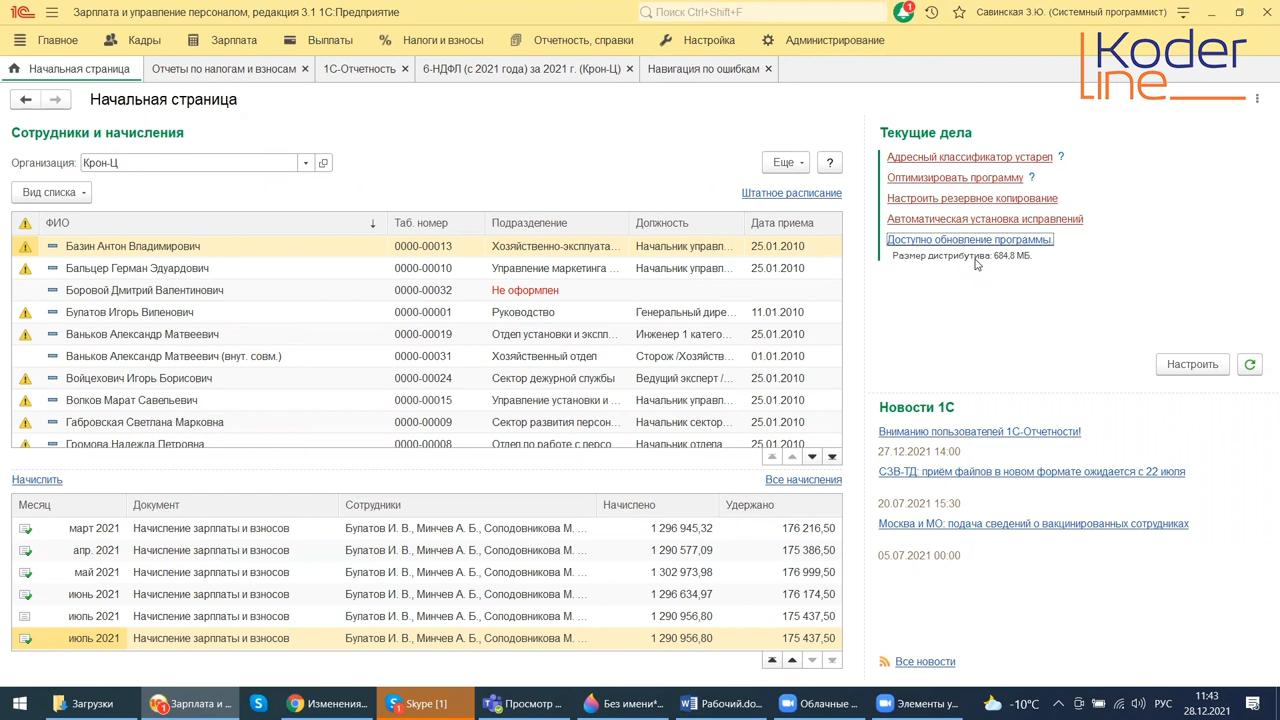 1С Зарплата и управление персоналом, редакция 3.1 1С:Предприятие
Поиск Ctrl+Shift+F
1
Савинская З.Ю. (Системный программист)
Главное Кадры Зарплата Выплаты Налоги и взносы Отчетность, справки Настройка Администрирование
Koder
line
Начальная страница Отчеты по налогам и взносам 1С-Отчетность 6-НДФЛ (с 2021 года) за 2021 г. (Крон-Ц) Навигация по ошибкам
Начальная страница
Сотрудники и начисления
Организация: Крон-Ц Еще ?
Вид списка Штатное расписание
ФИО Таб. номер Подразделение Должность Дата приема
Базин Антон Владимирович 0000-00013 Хозяйственно-эксплуата... Начальник управл... 25.01.2010
Бальцер Герман Эдуардович 0000-00010 Управление маркетинга ... Начальник управл... 25.01.2010
Боровой Дмитрий Валентинович 0000-00032 Не оформлен
Булатов Игорь Виленович 0000-00001 Руководство Генеральный дире... 11.01.2010
Ваньков Александр Матвеевич 0000-00019 Отдел установки и экспл... Инженер 1 катего... 25.01.2010
Ваньков Александр Матвеевич (внут. совм.) 0000-00031 Хозяйственный отдел Сторож /Хозяйств... 01.01.2010
Войцехович Игорь Борисович 0000-00024 Сектор дежурной службы Ведущий эксперт /... 25.01.2010
Волков Марат Савельевич 0000-00015 Управление установки и ... Начальник управл... 25.01.2010
Габровская Светлана Марковна 0000-00009 Сектор развития персон... Начальник сектор... 25.01.2010
Громова Надежда Петровна 0000-00008 Отдел по работе с персо... Начальник отдела 25.01.2010
Начислить Все начисления
Месяц Документ Сотрудники Начислено Удержано
март 2021 Начисление зарплаты и взносов Булатов И. В., Минчев А. Б., Солодовникова М. ... 1 296 945,32 176 216,50
апр. 2021 Начисление зарплаты и взносов Булатов И. В., Минчев А. Б., Солодовникова М. ... 1 290 577,09 175 386,50
май 2021 Начисление зарплаты и взносов Булатов И. В., Минчев А. Б., Солодовникова М. ... 1 302 973,98 176 999,50
июнь 2021 Начисление зарплаты и взносов Булатов И. В., Минчев А. Б., Солодовникова М. ... 1 296 634,97 176 174,50
июль 2021 Начисление зарплаты и взносов Булатов И. В., Минчев А. Б., Солодовникова М. ... 1 290 956,80 175 437,50
июль 2021 Начисление зарплаты и взносов Булатов И. В., Минчев А. Б., Солодовникова М. ... 1 290 956,80 175 437,50
Текущие дела
Адресный классификатор устарел ?
Оптимизировать программу ?
Настроить резервное копирование
Автоматическая установка исправлений
Доступно обновление программы.
Размер дистрибутива: 684,8 МБ.
Настроить
Новости 1С
Вниманию пользователей 1С-Отчетности!
27.12.2021 14:00
СЗВ-ТД: приём файлов в новом формате ожидается с 22 июля
20.07.2021 15:30
Москва и МО: подача сведений о вакцинированных сотрудниках
05.07.2021 00:00
Все новости
Загрузки Зарплата и ... Изменения... Skype [1] Просмотр ... Без имени*... Рабочий.do... Облачные ... Элементы у... -10°C РУС 11:43
28.12.2021